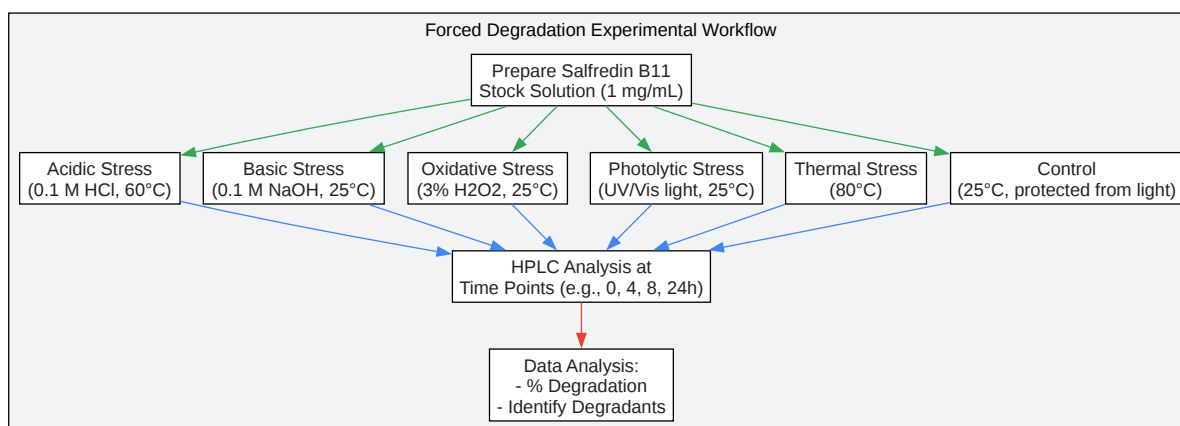 Forced Degradation Experimental Workflow
Prepare Salfredin B11
Stock Solution (1 mg/mL)
Acidic Stress
(0.1 M HCl, 60°C)
Basic Stress
(0.1 M NaOH, 25°C)
Oxidative Stress
(3% H2O2, 25°C)
Photolytic Stress
(UV/Vis light, 25°C)
Thermal Stress
(80°C)
Control
(25°C, protected from light)
HPLC Analysis at
Time Points (e.g., 0, 4, 8, 24h)
Data Analysis:
- % Degradation
- Identify Degradants